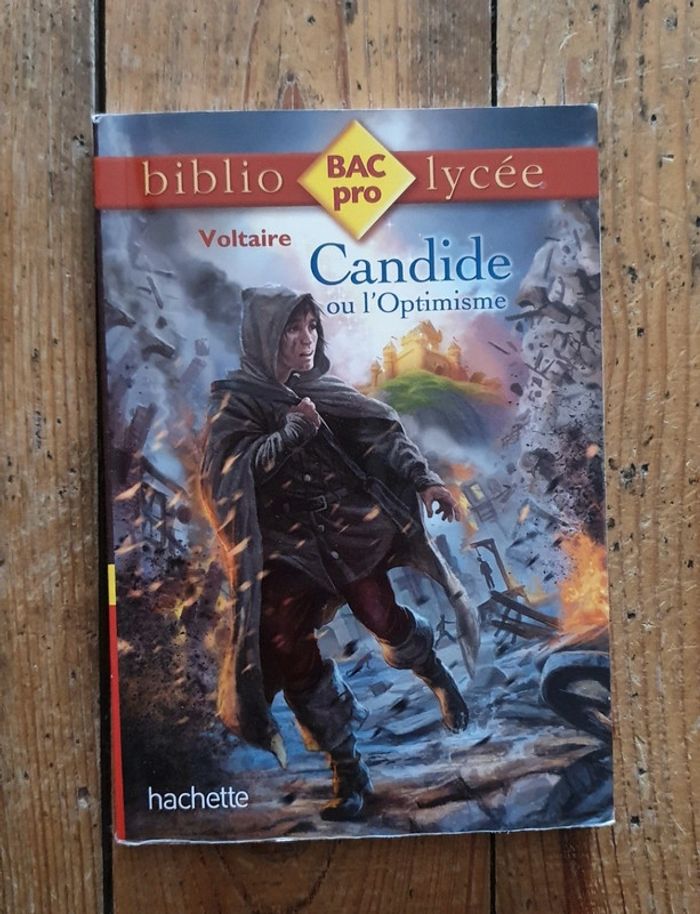 biblio BAC pro lycée
Voltaire
Candide
ou l'Optimisme
hachette